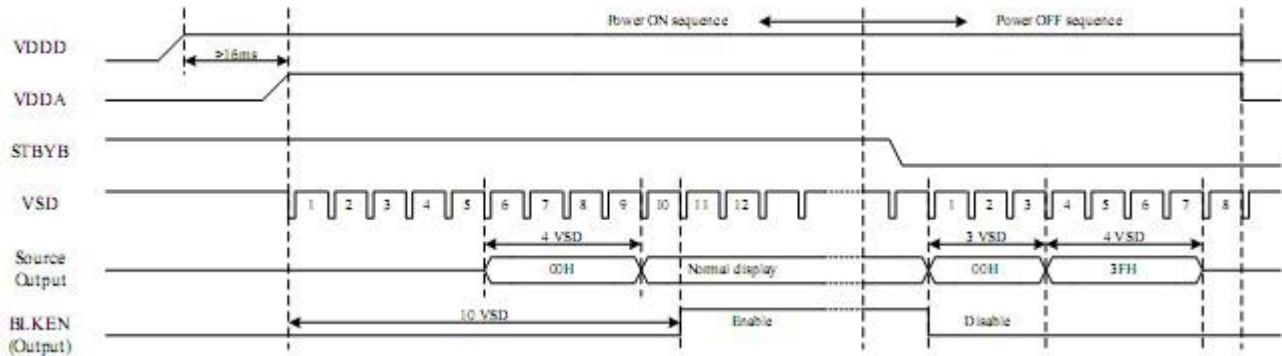 Power ON sequence Power OFF sequence
VDDD
>16ms
VDDA
STBYB
VSD 1 2 3 4 5 6 7 8 9 10 11 12 1 2 3 4 5 6 7 8
4 VSD 3 VSD 4 VSD
Source
Output
00H Normal display 00H 3FH
10 VSD Enable Disable
BLKEN
(Output)